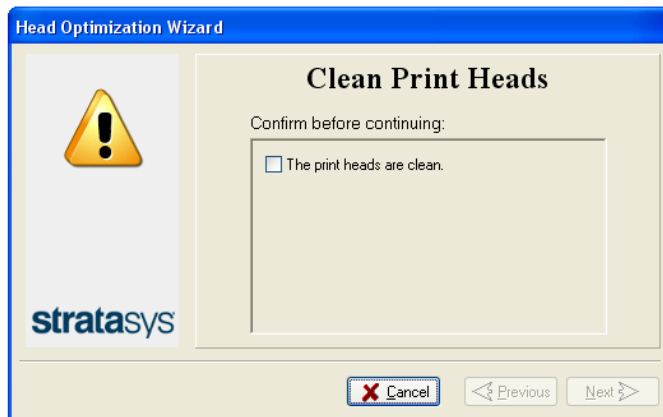 Head Optimization Wizard
Clean Print Heads
Confirm before continuing:
The print heads are clean.
stratasys
Cancel
Previous
Next